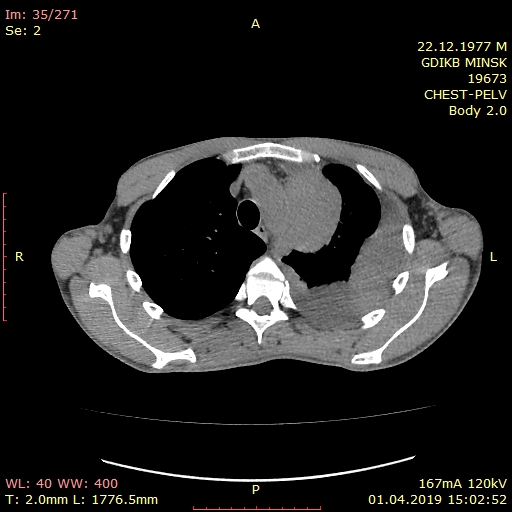 Im: 35/271
Se: 2
A
22.12.1977 M
GDIKB MINSK
19673
CHEST-PELV
Body 2.0
R
L
WL: 40 WW: 400
T: 2.0mm L: 1776.5mm
P
167mA 120kV
01.04.2019 15:02:52